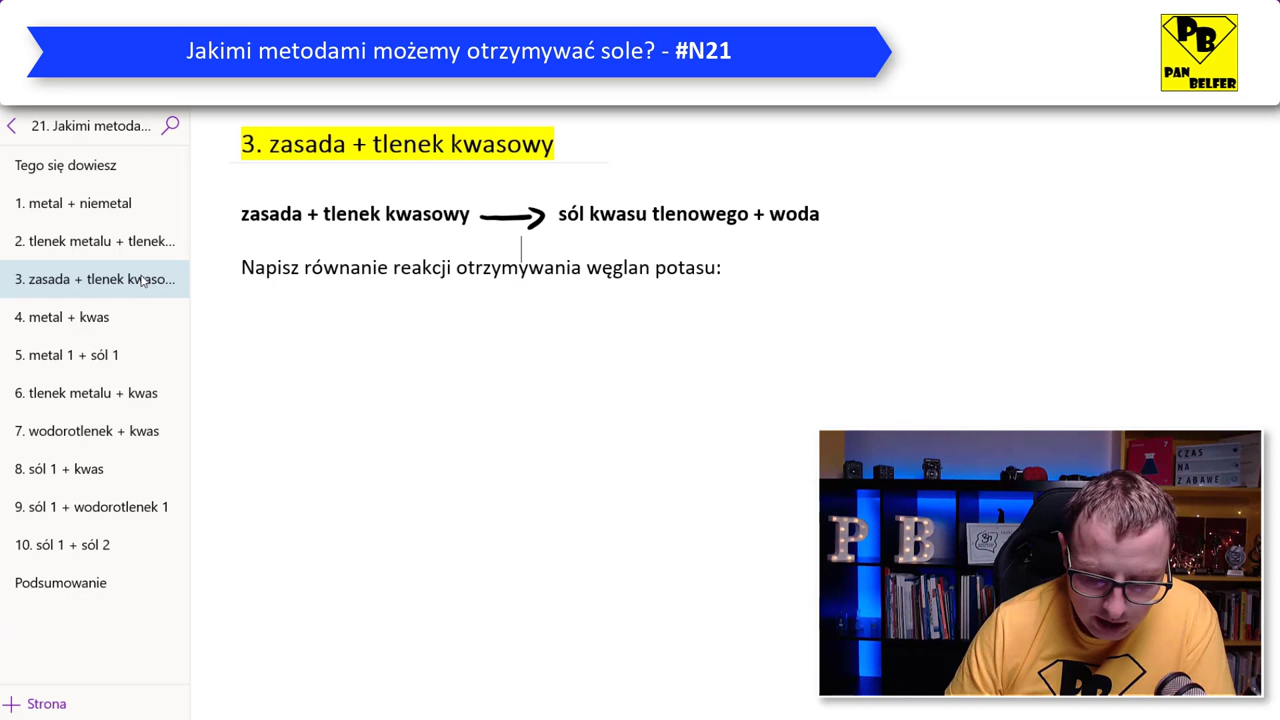 Jakimi metodami możemy otrzymywać sole? - #N21
PB
PAN
BELFER
21. Jakimi metoda...
Tego się dowiesz
1. metal + niemetal
2. tlenek metalu + tlenek...
3. zasada + tlenek kwaso...
4. metal + kwas
5. metal 1 + sól 1
6. tlenek metalu + kwas
7. wodorotlenek + kwas
8. sól 1 + kwas
9. sól 1 + wodorotlenek 1
10. sól 1 + sól 2
Podsumowanie
Strona
3. zasada + tlenek kwasowy
zasada + tlenek kwasowy → sól kwasu tlenowego + woda
Napisz równanie reakcji otrzymywania węglan potasu:
P B
7
CZAS
NA
ZABAWĘ
PB